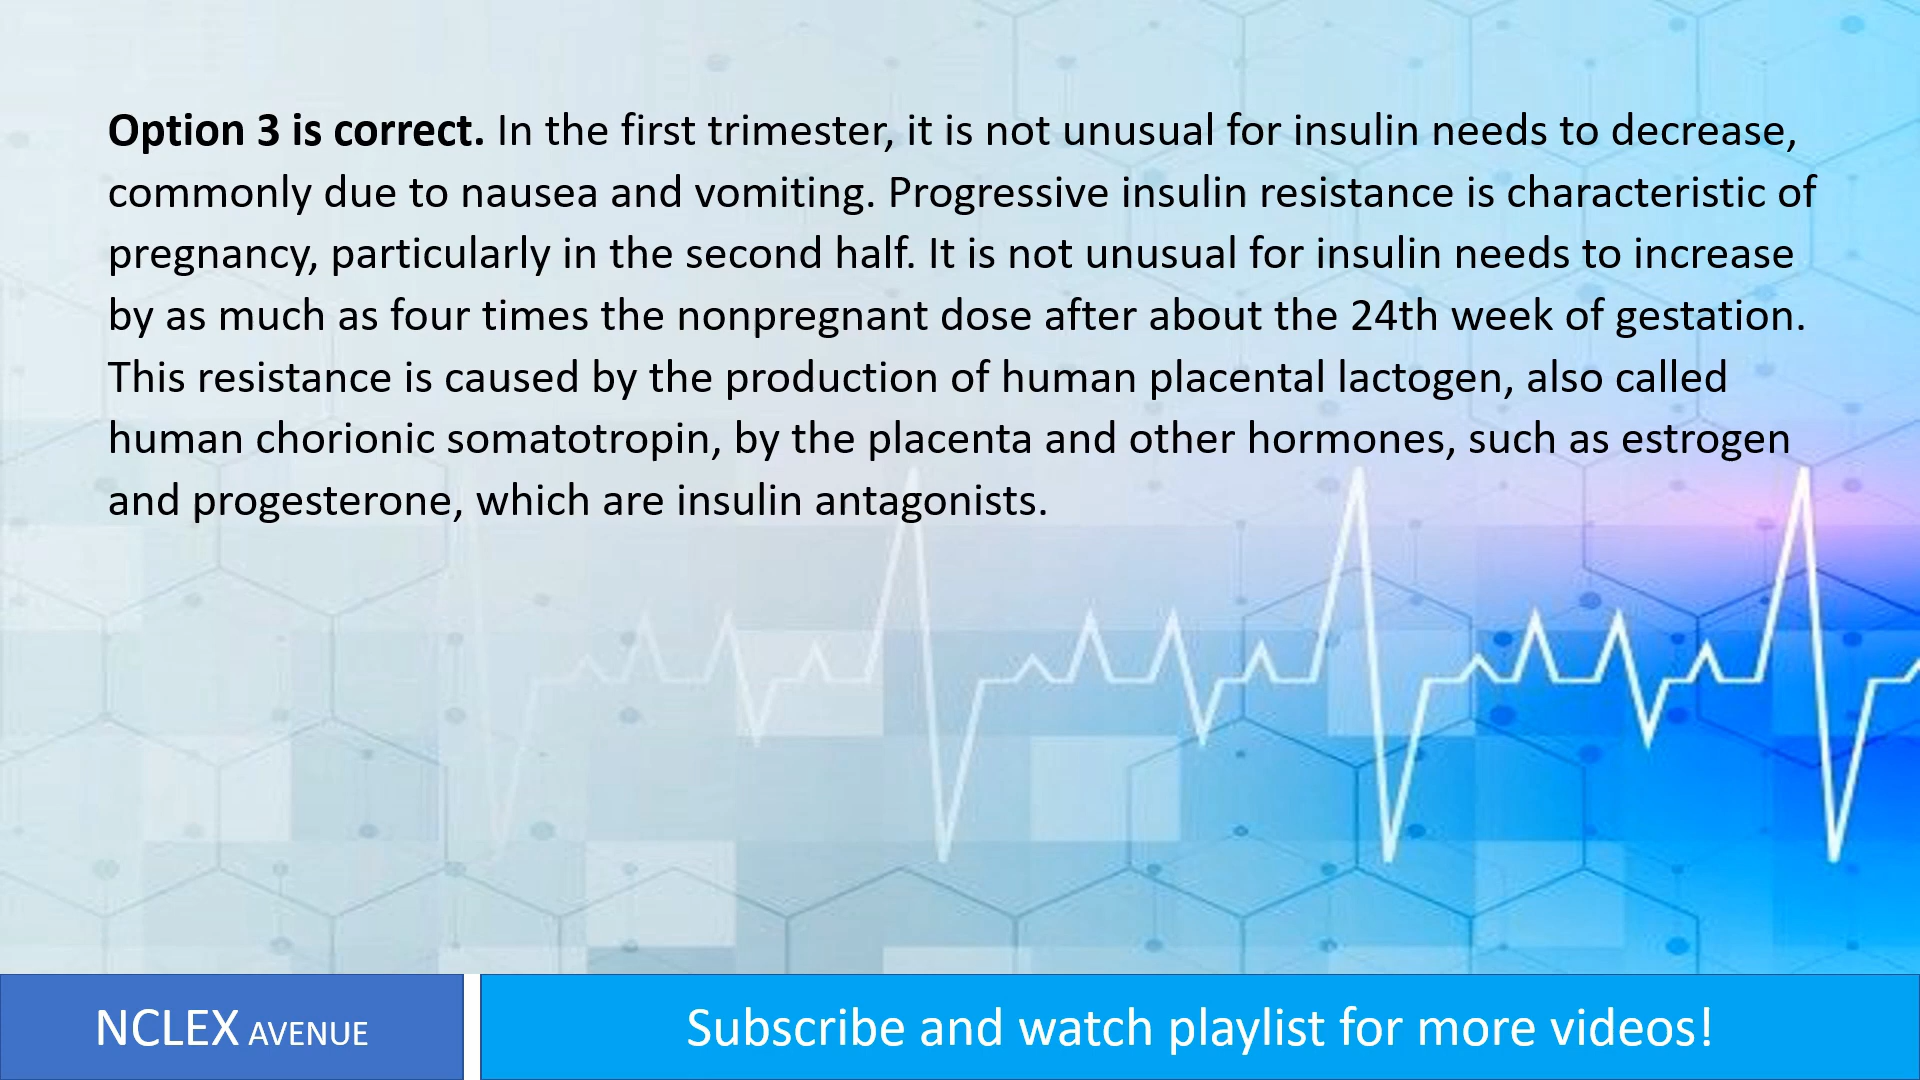 Option 3 is correct. In the first trimester, it is not unusual for insulin needs to decrease,
commonly due to nausea and vomiting. Progressive insulin resistance is characteristic of
pregnancy, particularly in the second half. It is not unusual for insulin needs to increase
by as much as four times the nonpregnant dose after about the 24th week of gestation.
This resistance is caused by the production of human placental lactogen, also called
human chorionic somatotropin, by the placenta and other hormones, such as estrogen
and progesterone, which are insulin antagonists.
NCLEX AVENUE
Subscribe and watch playlist for more videos!